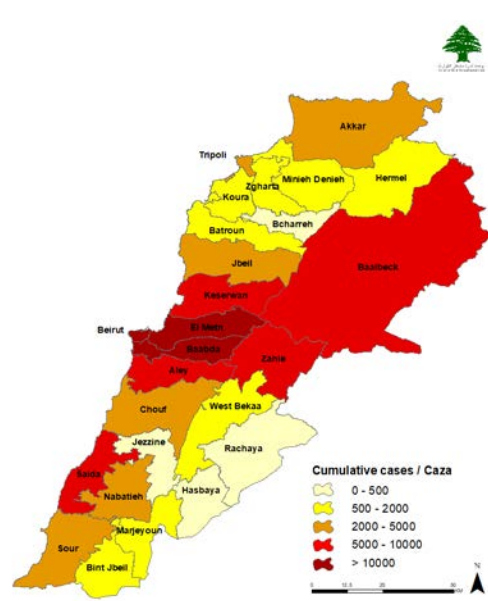 Akkar
Tripoli
Hermel
Minieh Denieh
Zgharta
Koura
Bcharreh
Batroun
Jbeil
Baalbeck
Keserwan
El Metn
Beirut
Baabda
Zahle
Aley
West Bekaa
Chouf
Jezzine
Rachaya
Saida
Hasbaya
Nabatieh
Marjeyoun
Sour
Bint Jbeil
Cumulative cases / Caza
0 - 500
500 - 2000
2000 - 5000
5000 - 10000
> 10000
N